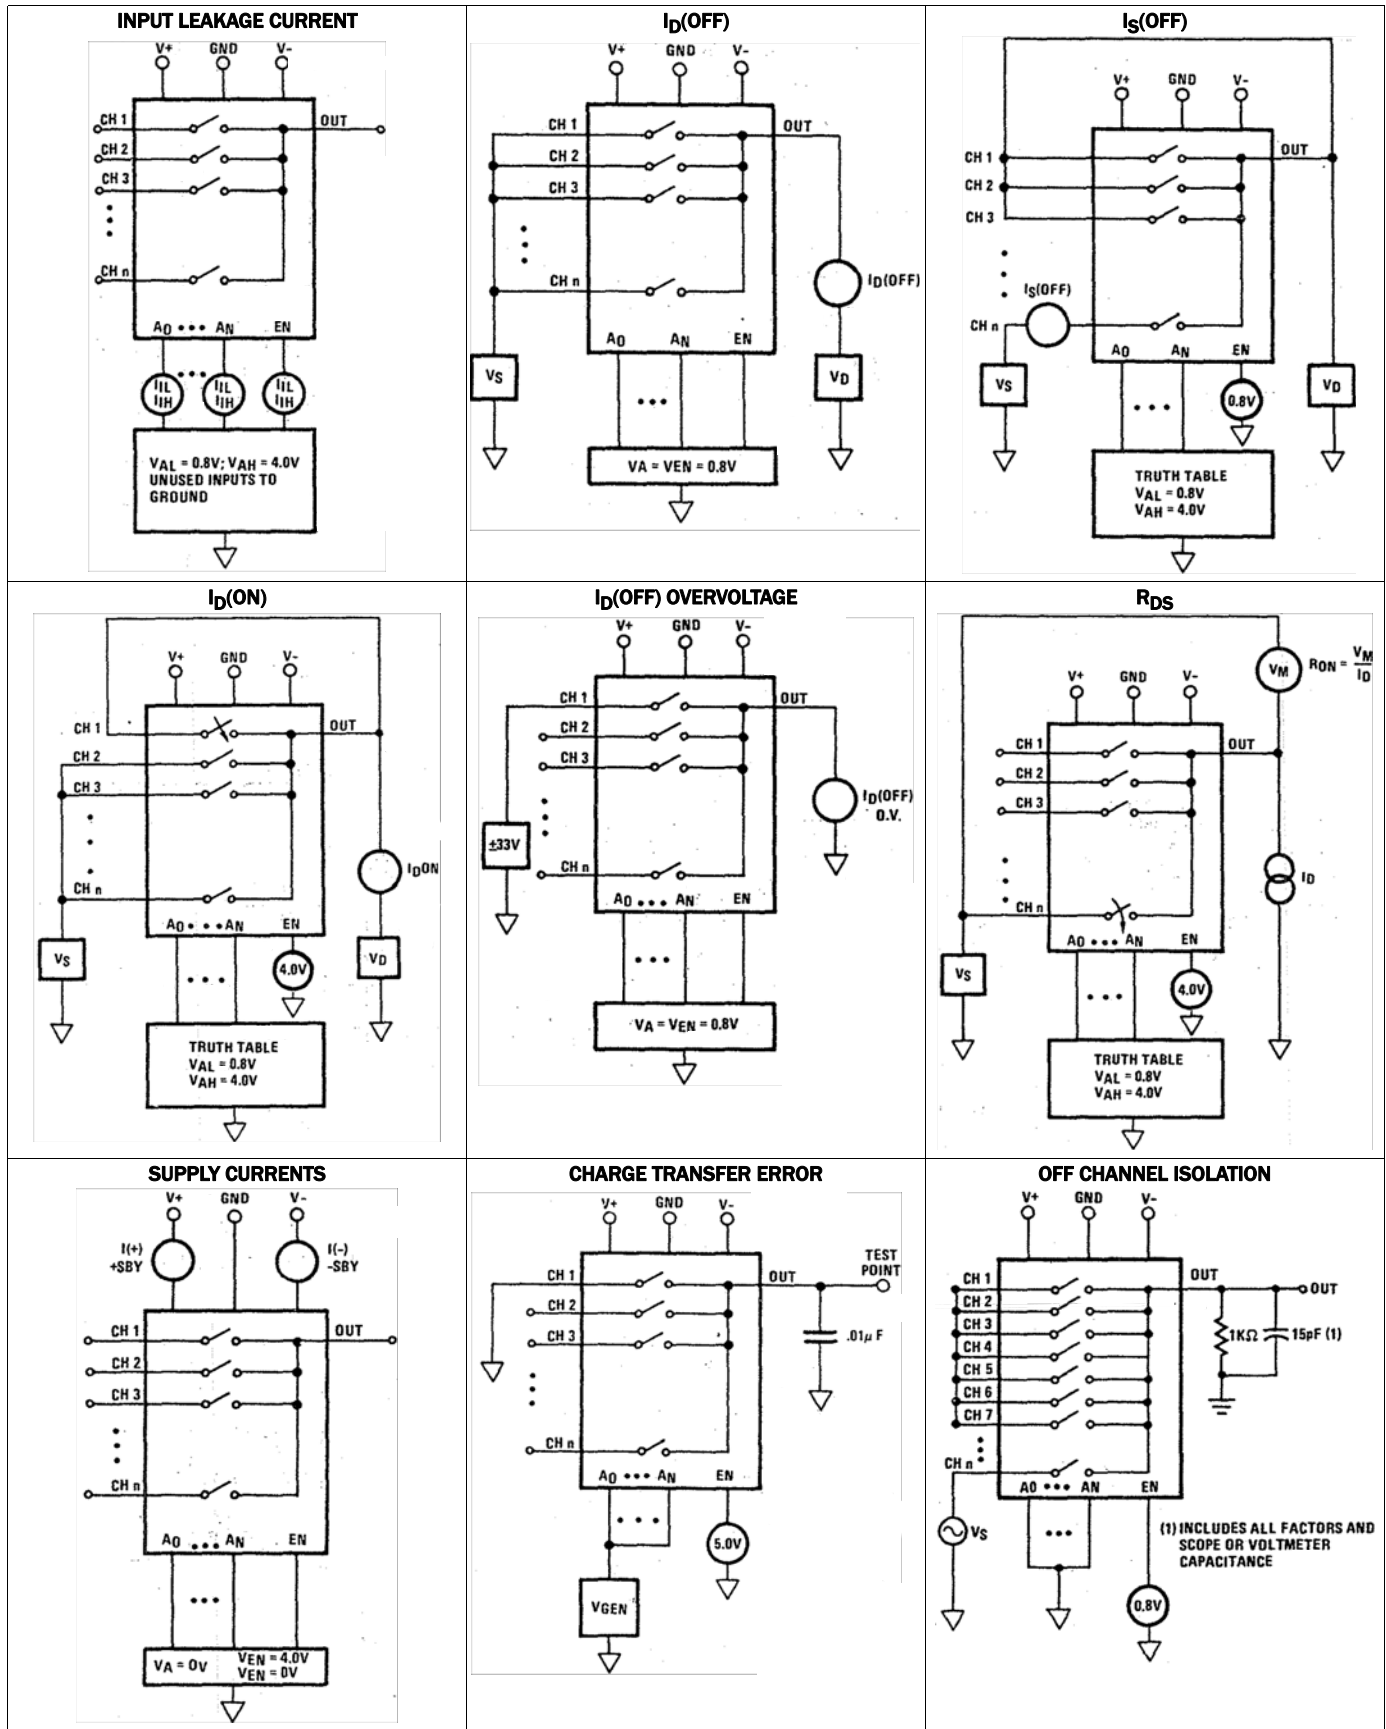 INPUT LEAKAGE CURRENT
V+ GND V-
CH 1 OUT
CH 2
CH 3
CH n
A0 ••• AN EN
IIL IIL IIL
IIH IIH IIH
VAL = 0.8V; VAH = 4.0V
UNUSED INPUTS TO
GROUND
ID(OFF)
V+ GND V-
CH 1 OUT
CH 2
CH 3
CH n
ID(OFF)
A0 AN EN
VS VD
VA = VEN = 0.8V
IS(OFF)
V+ GND V-
CH 1 OUT
CH 2
CH 3
IS(OFF)
CH n
A0 AN EN
VS 0.8V VD
TRUTH TABLE
VAL = 0.8V
VAH = 4.0V
ID(ON)
V+ GND V-
CH 1 OUT
CH 2
CH 3
IDON
CH n
A0 • • • AN EN
VS 4.0V VD
TRUTH TABLE
VAL = 0.8V
VAH = 4.0V
ID(OFF) OVERVOLTAGE
V+ GND V-
CH 1 OUT
CH 2
CH 3
ID(OFF)
O.V.
±33V
CH n
A0 ••• AN EN
VA = VEN = 0.8V
RDS
VM RON = VM
ID
V+ GND V-
CH 1 OUT
CH 2
CH 3
ID
CH n
A0 ••• AN EN
VS 4.0V
TRUTH TABLE
VAL = 0.8V
VAH = 4.0V
SUPPLY CURRENTS
V+ GND V-
I(+) I(-)
+SBY -SBY
CH 1 OUT
CH 2
CH 3
CH n
A0 ••• AN EN
VA = 0V VEN = 4.0V
VEN = 0V
CHARGE TRANSFER ERROR
V+ GND V-
TEST
POINT
CH 1 OUT
CH 2
CH 3 .01µF
CH n
A0 ••• AN EN
5.0V
VGEN
OFF CHANNEL ISOLATION
V+ GND V-
CH 1 OUT
OUT
CH 2
CH 3 1KΩ 15pF (1)
CH 4
CH 5
CH 6
CH 7
CH n
A0 ••• AN EN
VS
(1) INCLUDES ALL FACTORS AND
SCOPE OR VOLTMETER
CAPACITANCE
0.8V